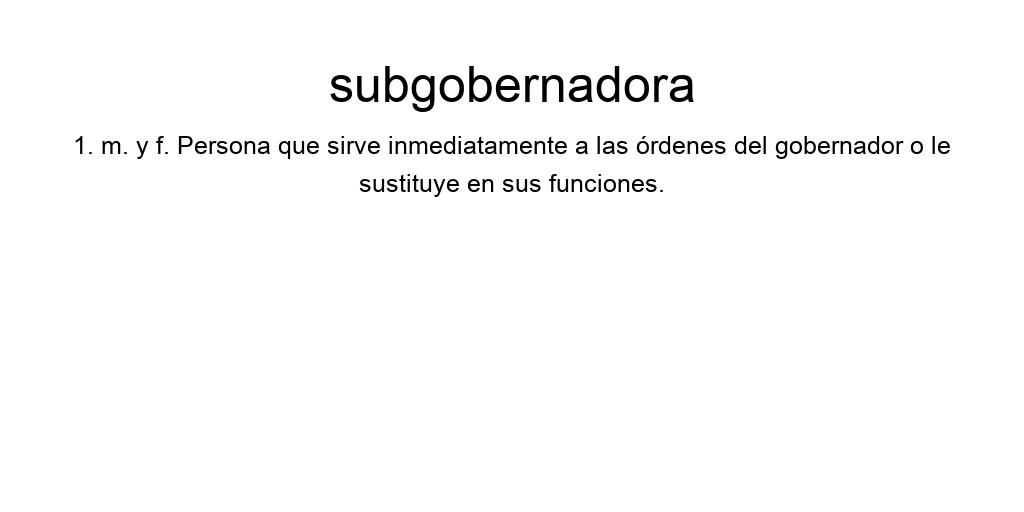 subgobernadora
1. m. y f. Persona que sirve inmediatamente a las órdenes del gobernador o le
sustituye en sus funciones.